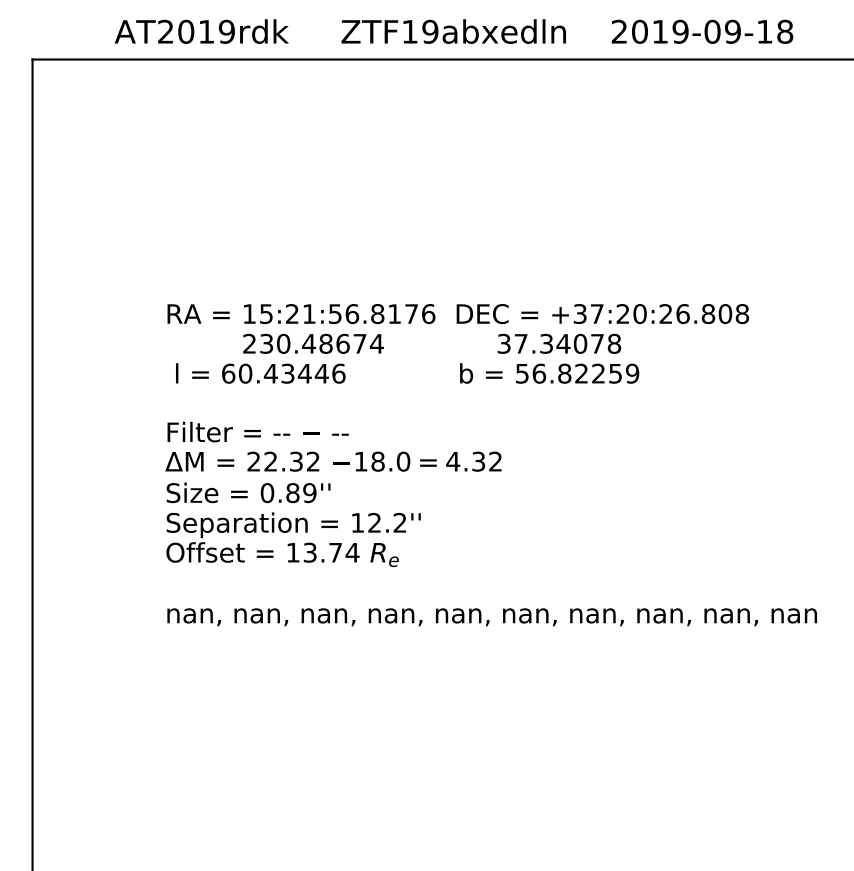 AT2019rdk ZTF19abxedln 2019-09-18
RA = 15:21:56.8176 DEC = +37:20:26.808
230.48674 37.34078
l = 60.43446 b = 56.82259
Filter = -- − --
ΔM = 22.32 −18.0 = 4.32
Size = 0.89''
Separation = 12.2''
Offset = 13.74 Rₑ
nan, nan, nan, nan, nan, nan, nan, nan, nan, nan